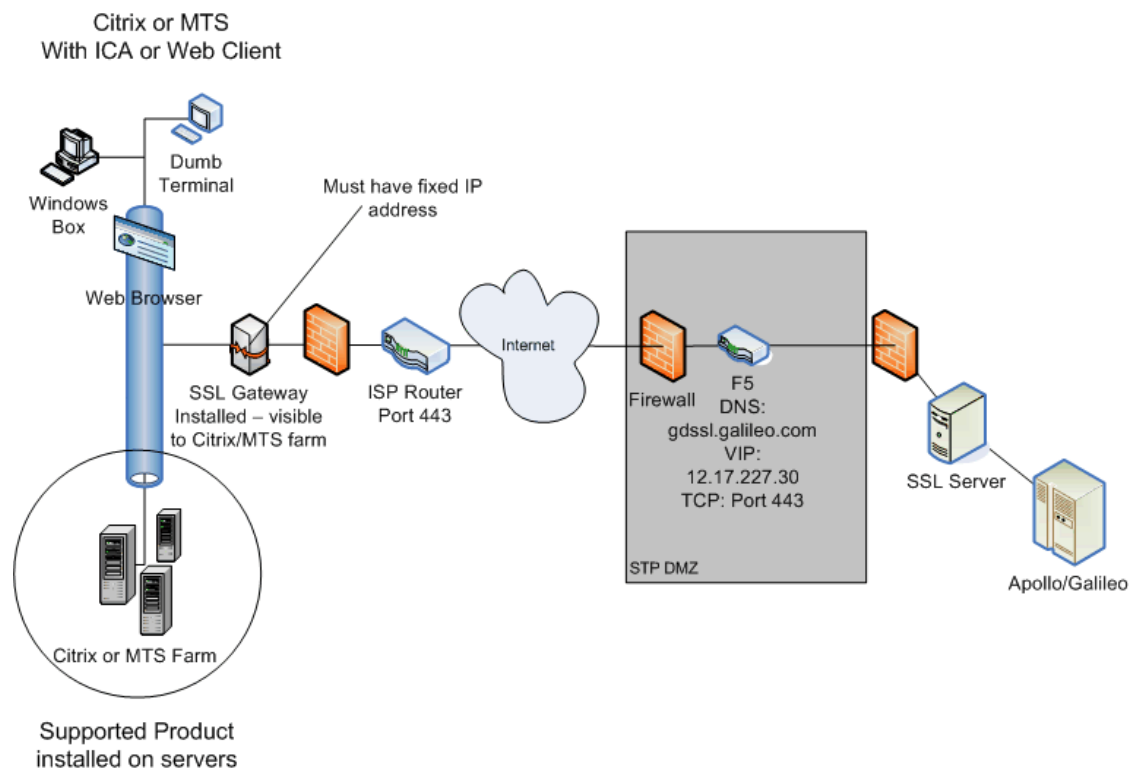 Citrix or MTS
With ICA or Web Client
Dumb
Terminal
Windows
Box
Must have fixed IP
address
Web Browser
SSL Gateway
Installed – visible
to Citrix/MTS farm
ISP Router
Port 443
Internet
Firewall
F5
DNS:
gdssl.galileo.com
VIP:
12.17.227.30
TCP: Port 443
STP DMZ
SSL Server
Apollo/Galileo
Citrix or MTS Farm
Supported Product
installed on servers